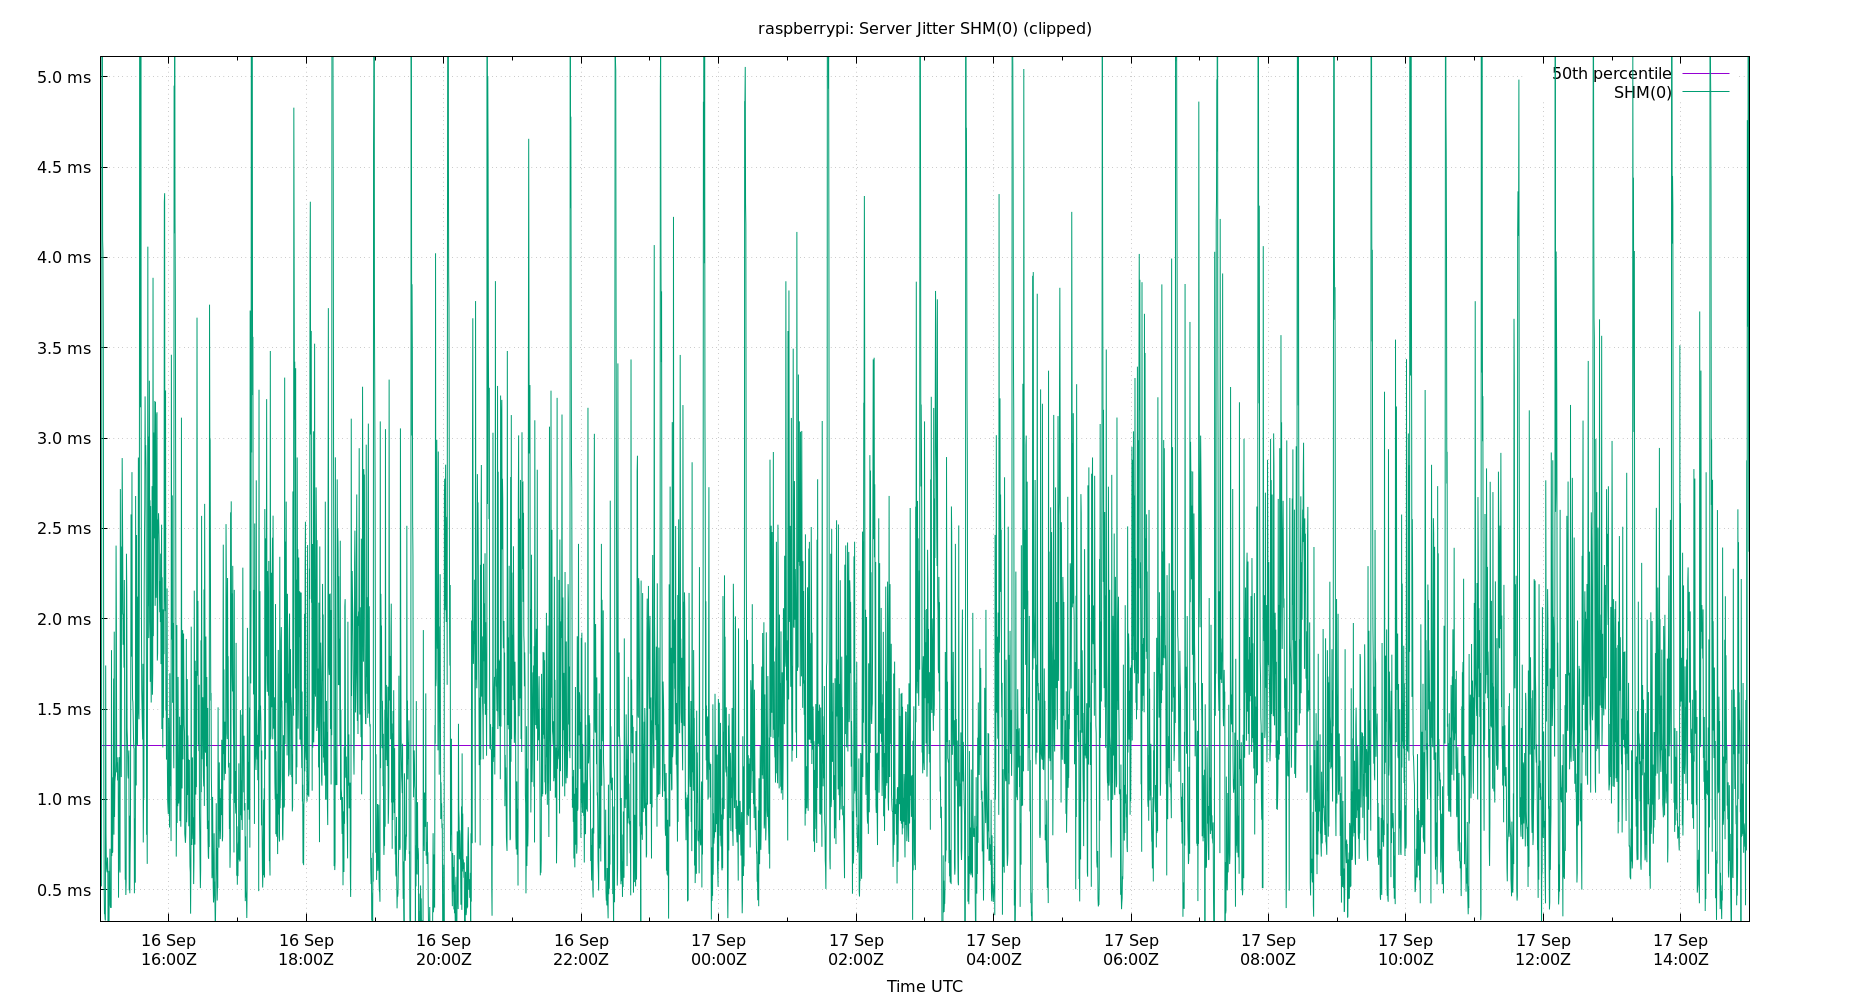 raspberrypi: Server Jitter SHM(0) (clipped)
50th percentile
SHM(0)
5.0 ms
4.5 ms
4.0 ms
3.5 ms
3.0 ms
2.5 ms
2.0 ms
1.5 ms
1.0 ms
0.5 ms
16 Sep 16 Sep 16 Sep 16 Sep 17 Sep 17 Sep 17 Sep 17 Sep 17 Sep 17 Sep 17 Sep 17 Sep
16:00Z 18:00Z 20:00Z 22:00Z 00:00Z 02:00Z 04:00Z 06:00Z 08:00Z 10:00Z 12:00Z 14:00Z
Time UTC